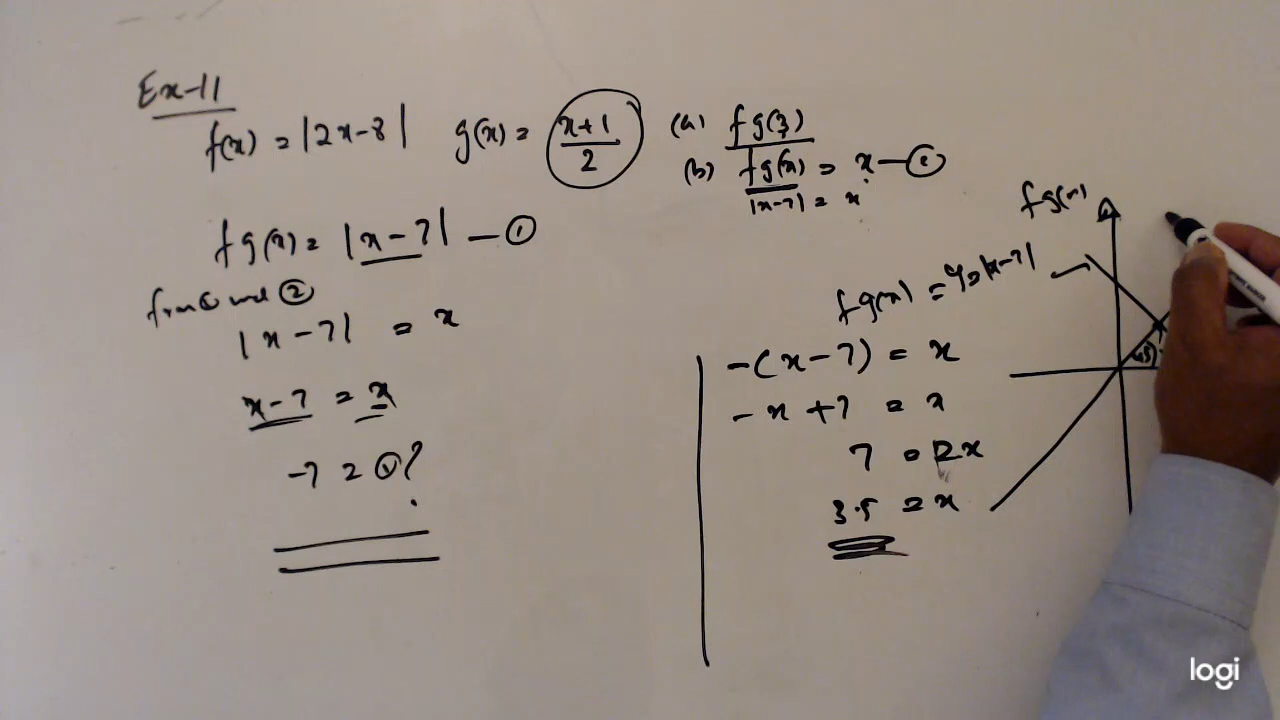 Ex-11
f(x) = |2x-8| g(x) = x+1/2 (a) fg(3)
(b) fg(x) = x — ②
|x-7| = x
fg(x) = |x-7| — ①
from ① and ②
|x-7| = x
x-7 = x
-7 = 0?
fg(x)
fg(x) = y = |x-7|
-(x-7) = x
-x+7 = x
7 = 2x
3.5 = x
45°
logi